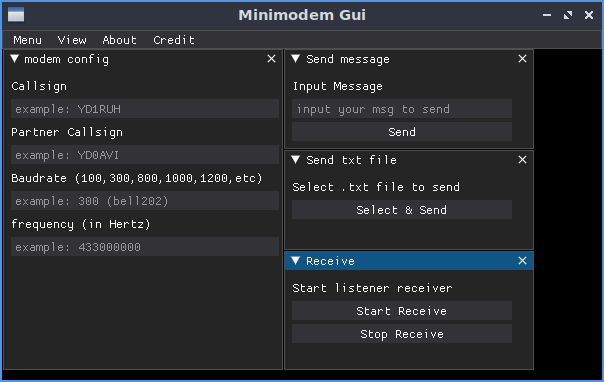 Minimodem Gui
Menu View About Credit
modem config
Callsign
example: YD1RUH
Partner Callsign
example: YD0AVI
Baudrate (100,300,800,1000,1200,etc)
example: 300 (bell202)
frequency (in Hertz)
example: 433000000
Send message
Input Message
input your msg to send
Send
Send txt file
Select .txt file to send
Select & Send
Receive
Start listener receiver
Start Receive
Stop Receive